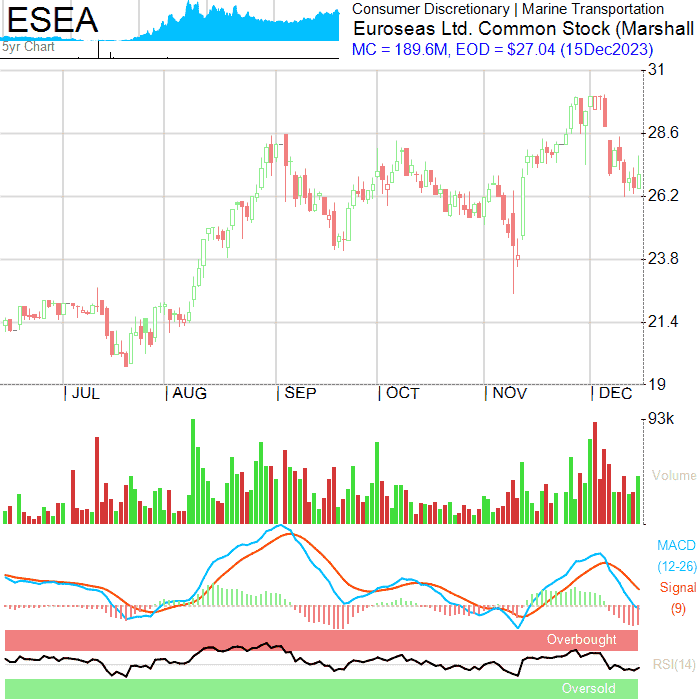 ESEA
5yr Chart
Consumer Discretionary | Marine Transportation
Euroseas Ltd. Common Stock (Marshall
MC = 189.6M, EOD = $27.04 (15Dec2023)
31
28.6
26.2
23.8
21.4
19
| JUL | AUG | SEP | OCT | NOV | DEC
93k
Volume
MACD
(12-26)
Signal
(9)
Overbought
RSI(14)
Oversold